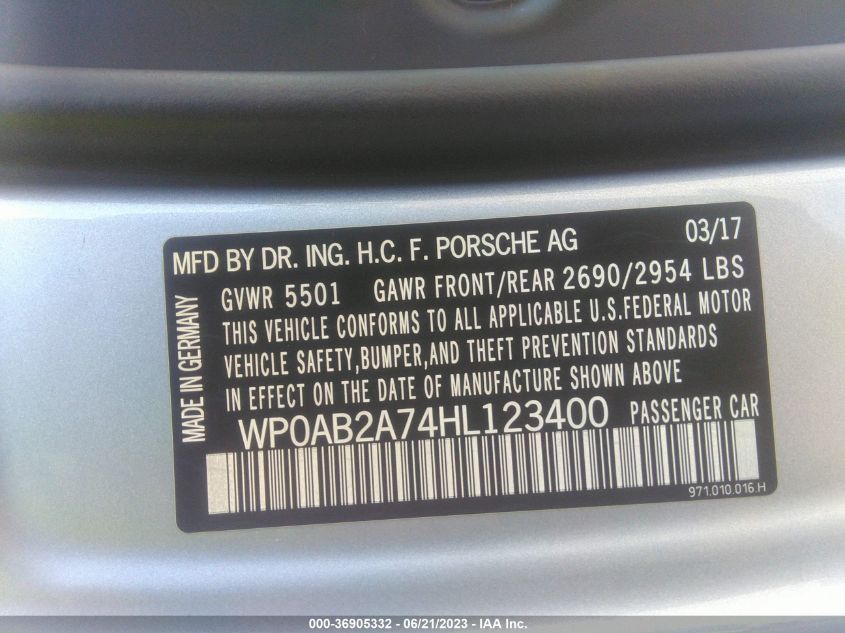 MFD BY DR. ING. H.C. F. PORSCHE AG 03/17
GVWR 5501 GAWR FRONT/REAR 2690/2954 LBS
THIS VEHICLE CONFORMS TO ALL APPLICABLE U.S.FEDERAL MOTOR
VEHICLE SAFETY,BUMPER,AND THEFT PREVENTION STANDARDS
IN EFFECT ON THE DATE OF MANUFACTURE SHOWN ABOVE
WP0AB2A74HL123400 PASSENGER CAR
971.010.016.H
MADE IN GERMANY
000-36905332 - 06/21/2023 - IAA Inc.